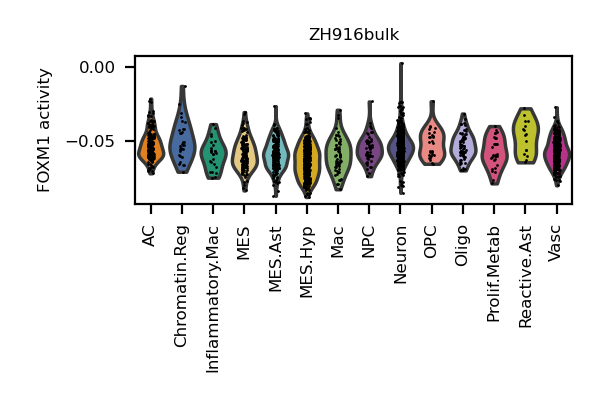 ZH916bulk
FOXM1 activity
0.00
−0.05
AC
Chromatin.Reg
Inflammatory.Mac
MES
MES.Ast
MES.Hyp
Mac
NPC
Neuron
OPC
Oligo
Prolif.Metab
Reactive.Ast
Vasc